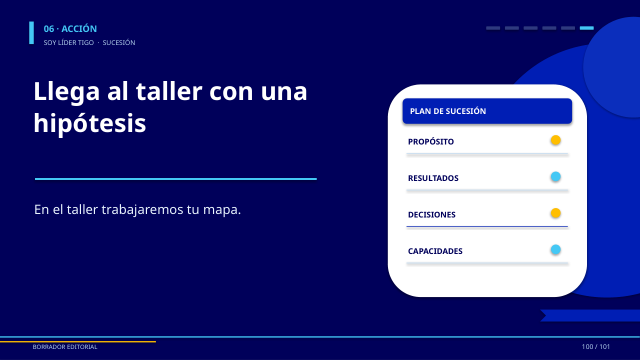 06 · ACCIÓN
SOY LÍDER TIGO · SUCESIÓN
Llega al taller con una
hipótesis
En el taller trabajaremos tu mapa.
PLAN DE SUCESIÓN
PROPÓSITO
RESULTADOS
DECISIONES
CAPACIDADES
BORRADOR EDITORIAL
100 / 101